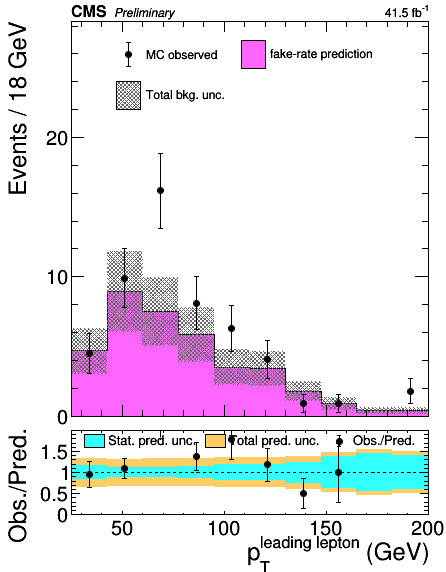 CMS Preliminary 41.5 fb⁻¹
Events / 18 GeV
MC observed fake-rate prediction
Total bkg. unc.
20
10
0
Obs./Pred.
Stat. pred. unc. Total pred. unc. Obs./Pred.
1.5
1
0.5
0
50 100 150 200
p_T^leading lepton (GeV)